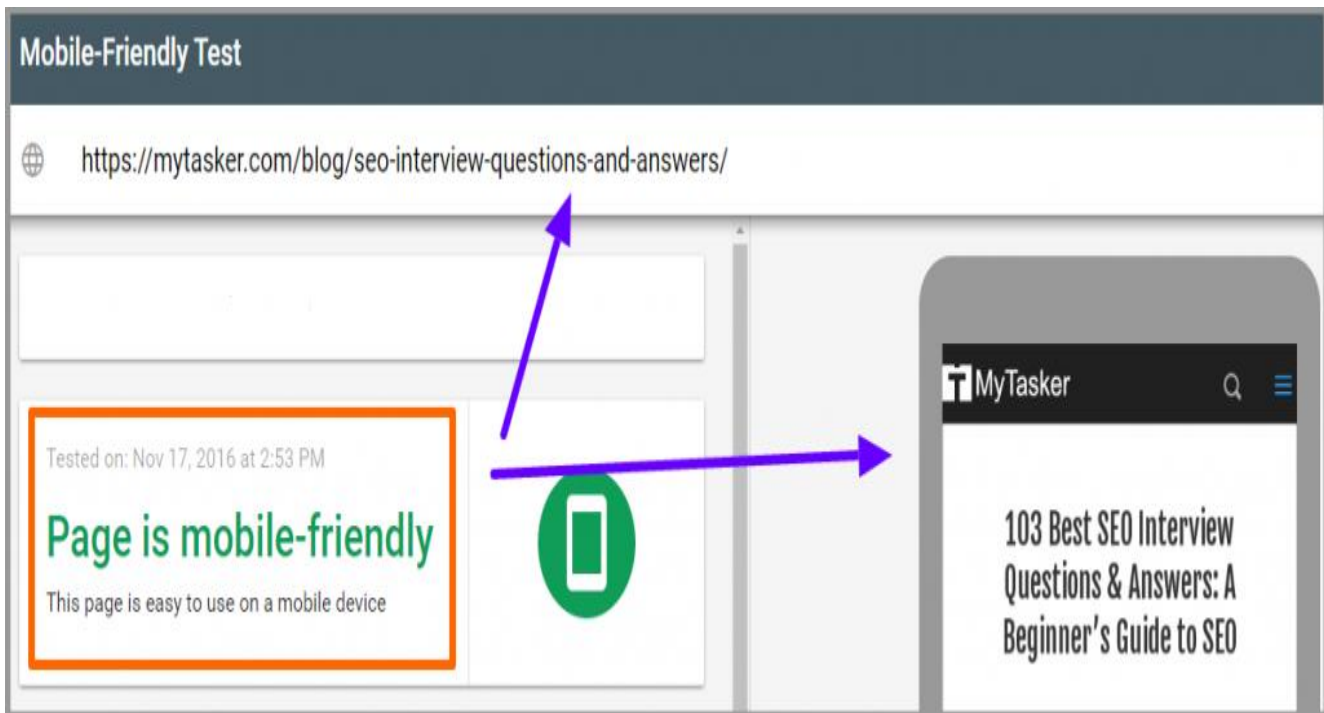 Mobile-Friendly Test
https://mytasker.com/blog/seo-interview-questions-and-answers/
Tested on: Nov 17, 2016 at 2:53 PM
Page is mobile-friendly
This page is easy to use on a mobile device
MyTasker
103 Best SEO Interview
Questions & Answers: A
Beginner's Guide to SEO